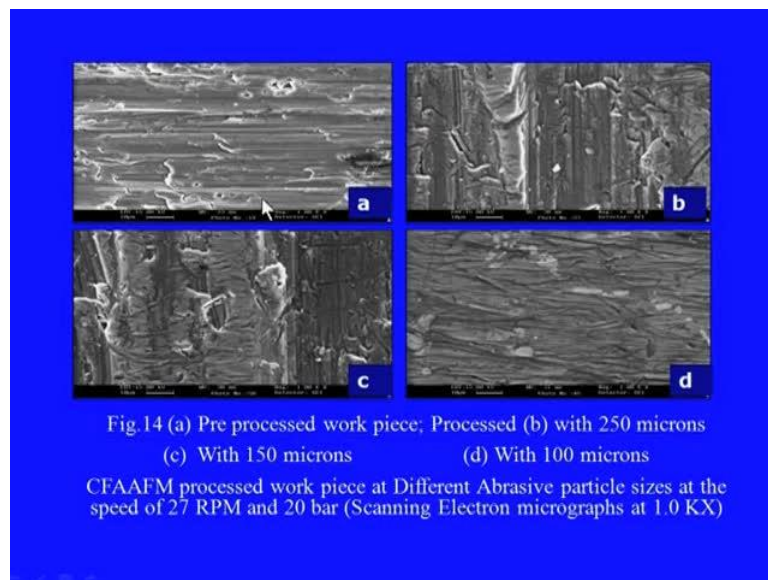 a
b
c
d
Fig.14 (a) Pre processed work piece; Processed (b) with 250 microns
(c) With 150 microns (d) With 100 microns
CFAAFM processed work piece at Different Abrasive particle sizes at the
speed of 27 RPM and 20 bar (Scanning Electron micrographs at 1.0 KX)